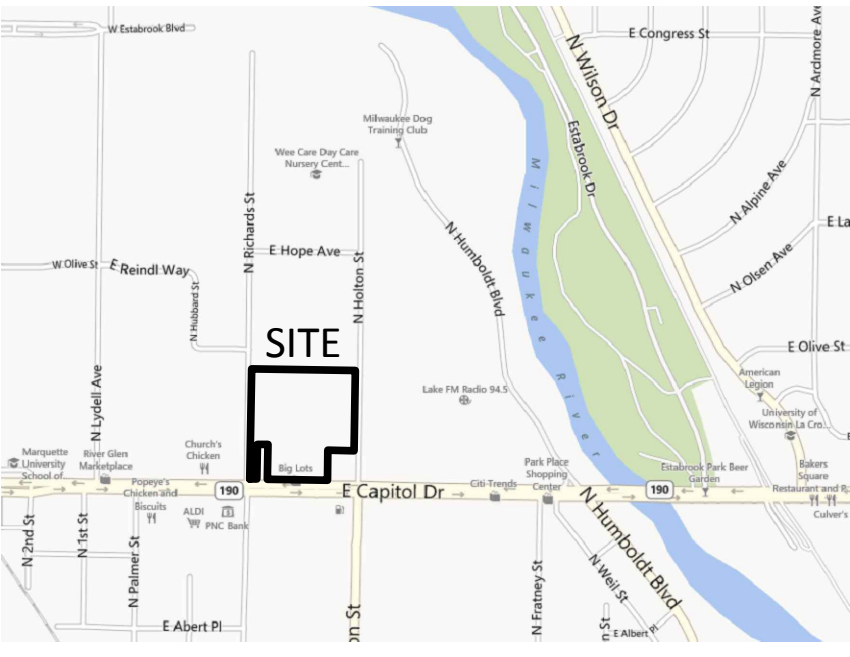 W Estabrook Blvd
E Congress St
N Ardmore Ave
N Wilson Dr
Milwaukee Dog
Training Club
Estabrook Dr
Wee Care Day Care
Nursery Cent...
Milwaukee River
N Alpine Ave
N Richards St
E La
N Humboldt Blvd
E Hope Ave
N Holton St
W Olive St
E Reindl Way
N Olsen Ave
N Hubbard St
SITE
E Olive St
American
Legion
Lake FM Radio 94.5
N Lydell Ave
University of
Wisconsin La Cro...
Church's
Chicken
Marquette
University
School of
River Glen
Marketplace
Big Lots
Park Place
Shopping
Center
Estabrook Park Beer
Garden
Bakers
Square
Restaurant and P...
Popeye's
Chicken and
Biscuits
190
E Capitol Dr
Citi Trends
190
Culver's
ALDI
PNC Bank
N 2nd St
N 1st St
N Palmer St
N Humboldt Blvd
N Weil St
N Fratney St
E Abert Pl
on St
n St
E Albert Pl